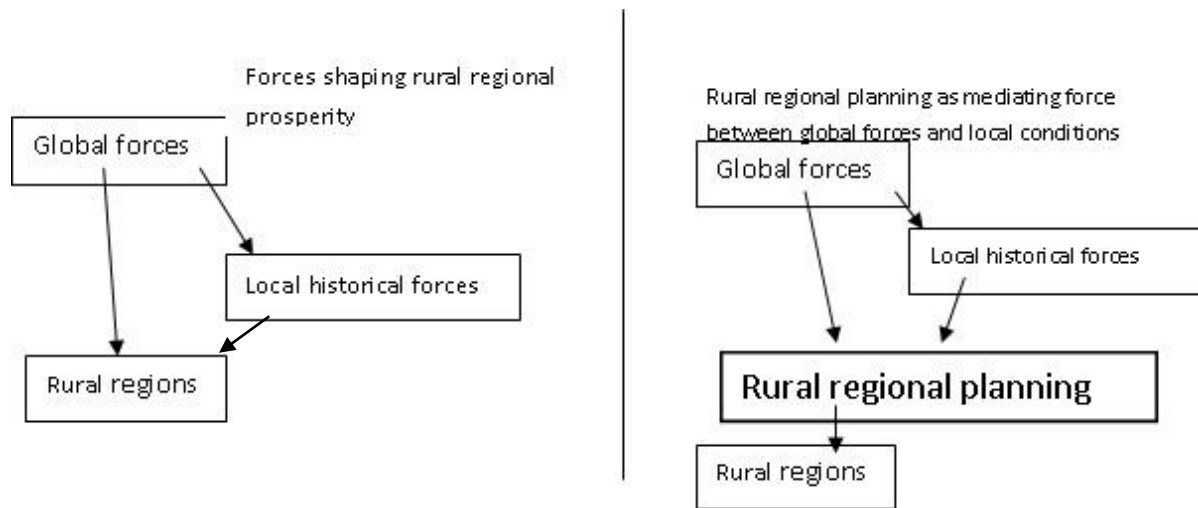 Forces shaping rural regional
prosperity
Global forces
Local historical forces
Rural regions
Rural regional planning as mediating force
between global forces and local conditions
Global forces
Local historical forces
Rural regional planning
Rural regions